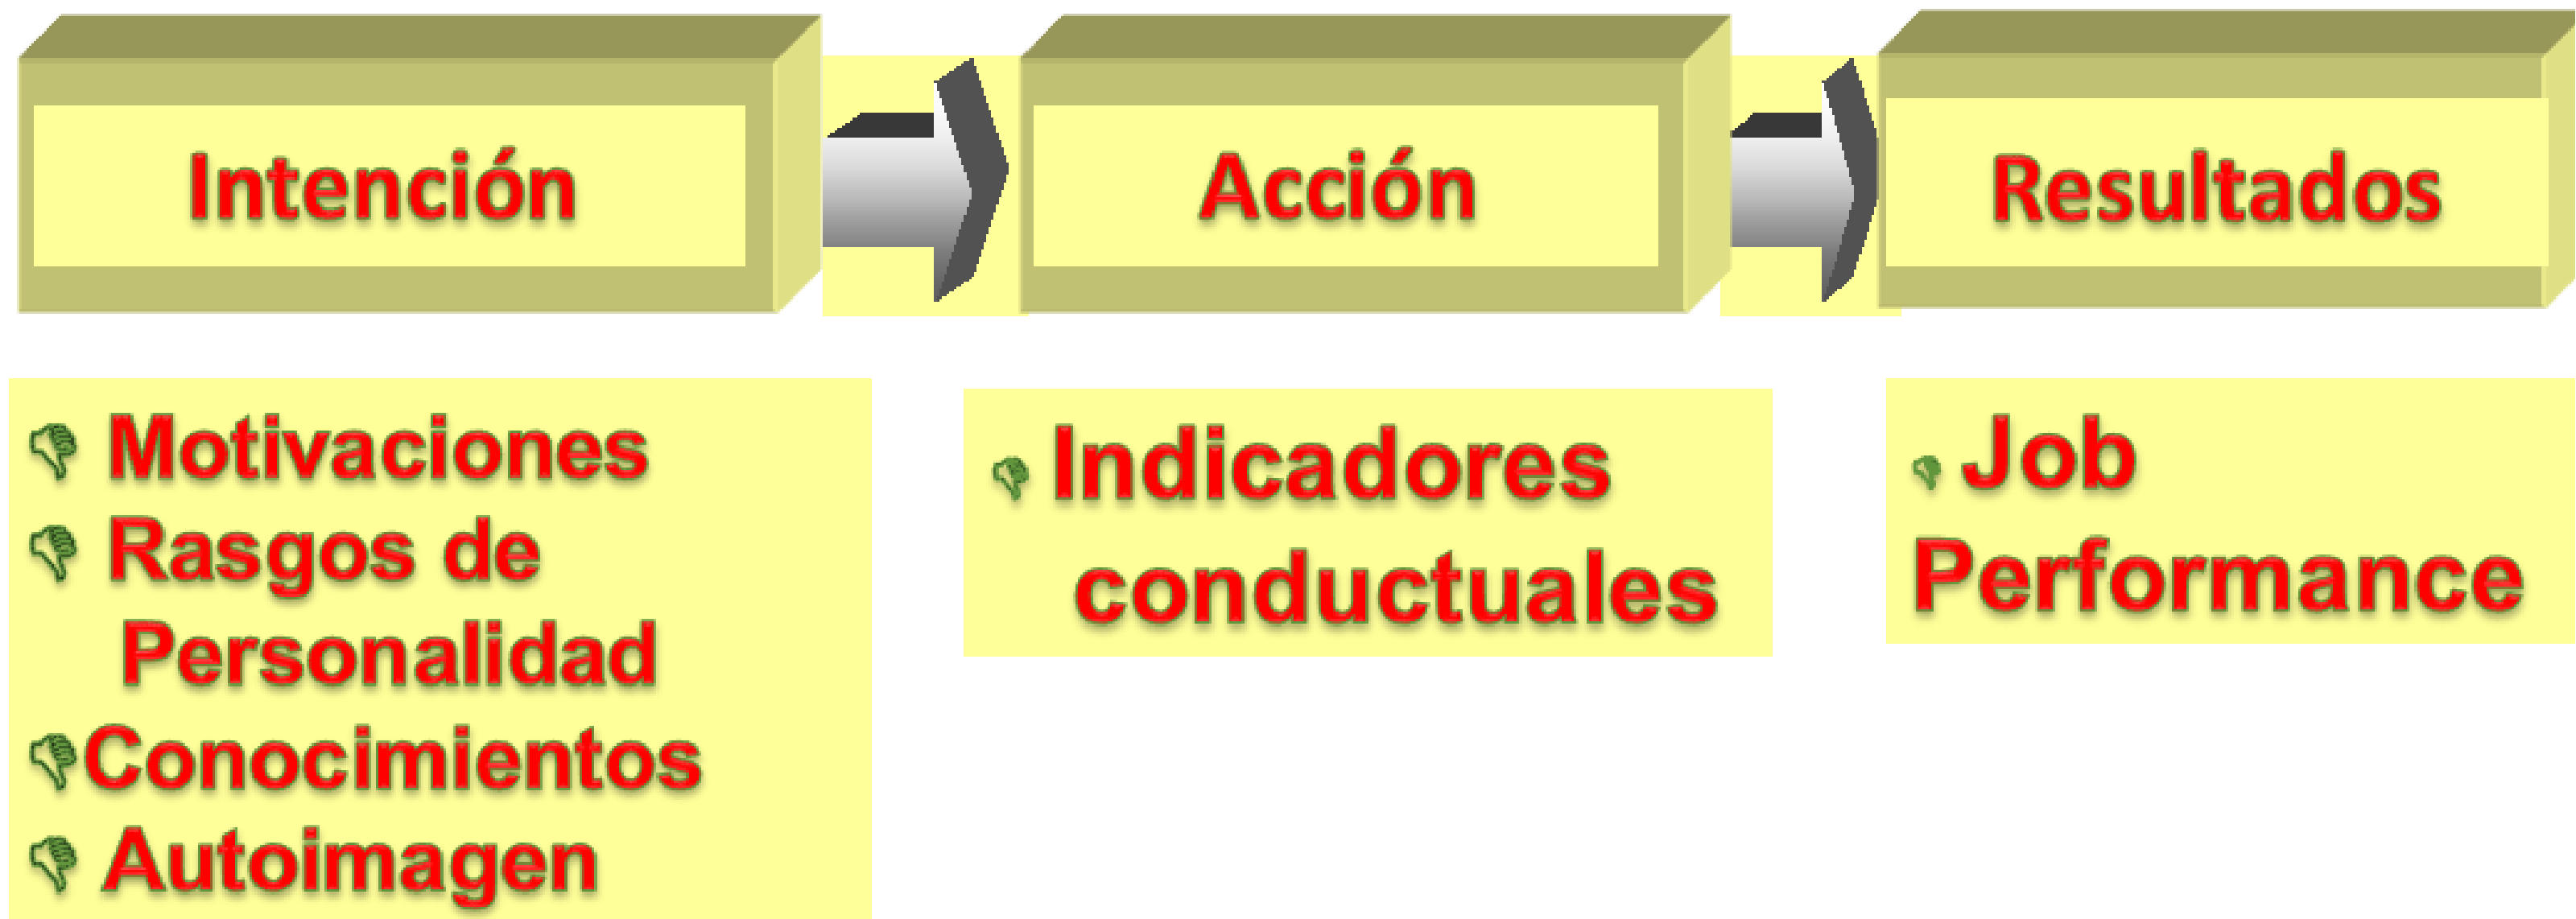 Intención
Acción
Resultados
Motivaciones
Rasgos de
Personalidad
Conocimientos
Autoimagen
Indicadores
conductuales
Job
Performance